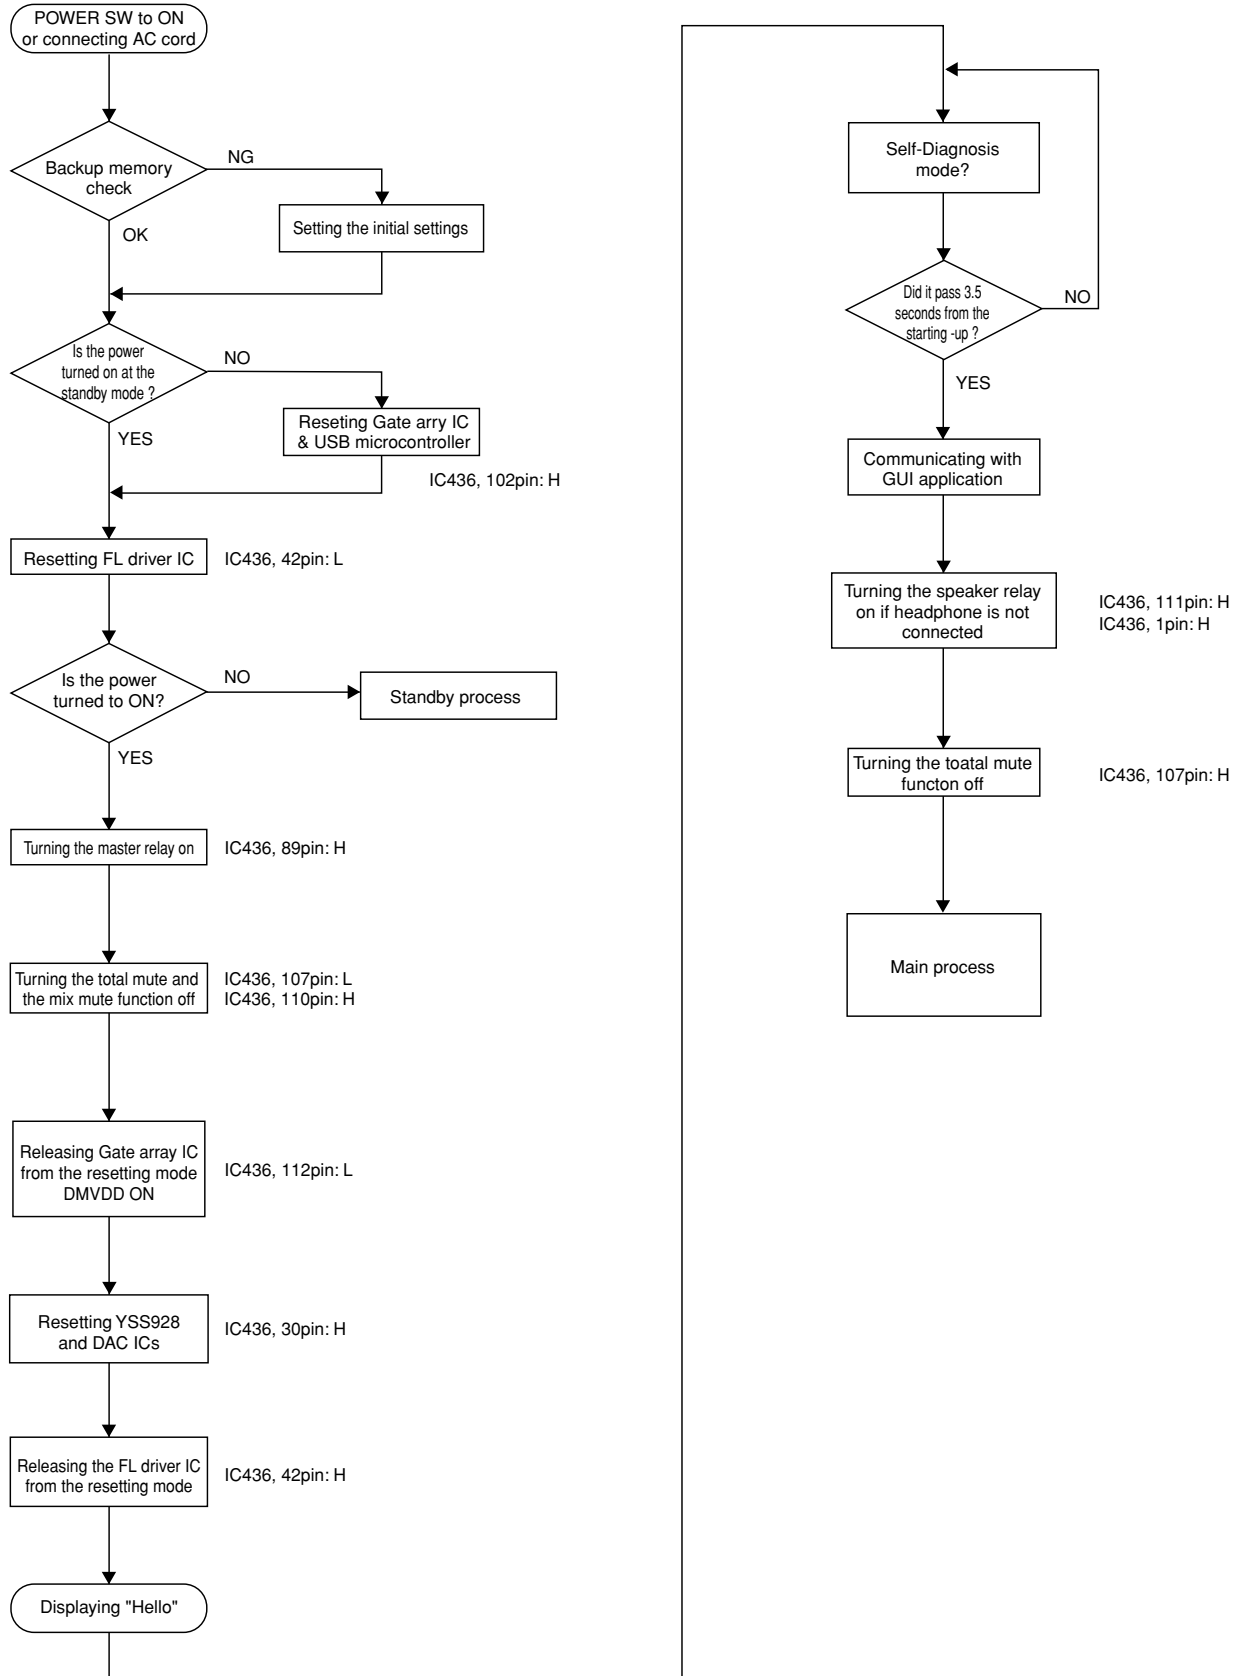 POWER SW to ON
or connecting AC cord
Backup memory
check
NG
OK
Setting the initial settings
Is the power
turned on at the
standby mode ?
NO
YES
Reseting Gate arry IC
& USB microcontroller
IC436, 102pin: H
Resetting FL driver IC
IC436, 42pin: L
Is the power
turned to ON?
NO
YES
Standby process
Turning the master relay on
IC436, 89pin: H
Turning the total mute and
the mix mute function off
IC436, 107pin: L
IC436, 110pin: H
Releasing Gate array IC
from the resetting mode
DMVDD ON
IC436, 112pin: L
Resetting YSS928
and DAC ICs
IC436, 30pin: H
Releasing the FL driver IC
from the resetting mode
IC436, 42pin: H
Displaying "Hello"
Self-Diagnosis
mode?
Did it pass 3.5
seconds from the
starting -up ?
NO
YES
Communicating with
GUI application
Turning the speaker relay
on if headphone is not
connected
IC436, 111pin: H
IC436, 1pin: H
Turning the toatal mute
functon off
IC436, 107pin: H
Main process